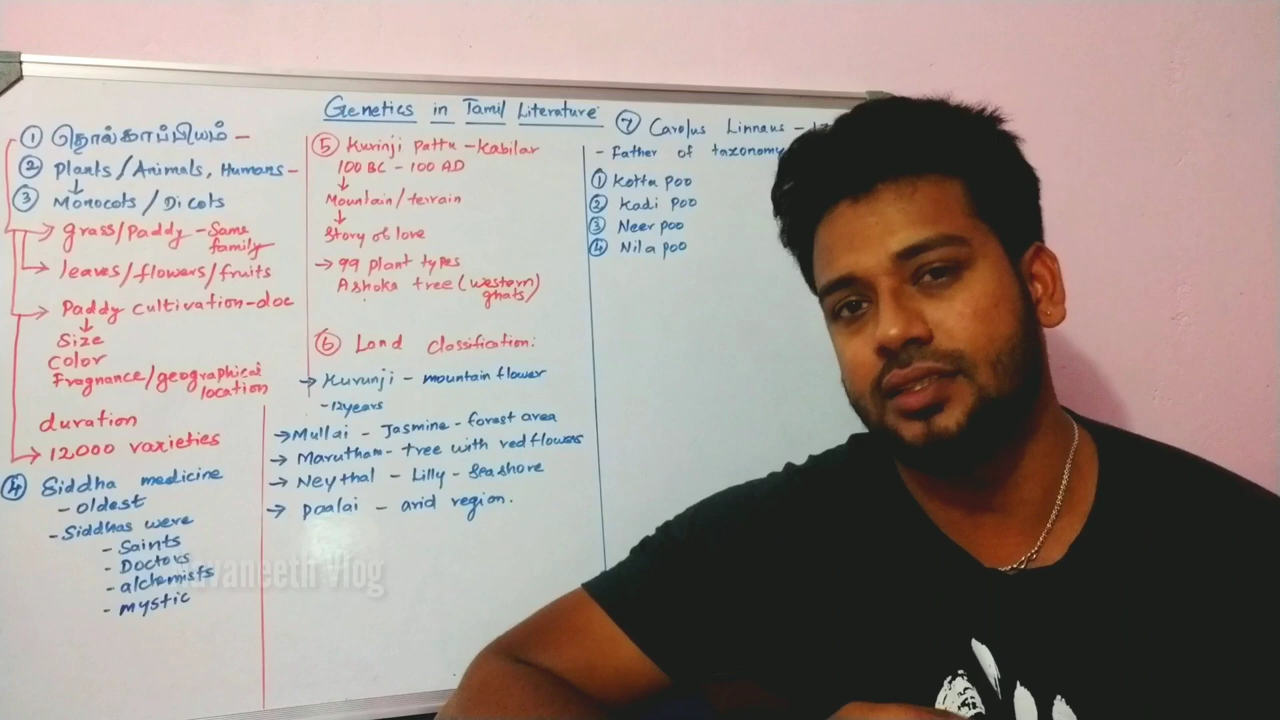 Genetics in Tamil Literature
① தொல்காப்பியம் –
② Plants/Animals, Humans –
↓
③ Monocots/Dicots
→ grass/paddy – Same family
→ leaves/flowers/fruits
→ Paddy cultivation – doc
↓
Size
Color
Fragnance/geographical location
duration
→ 12,000 varieties
④ Siddha medicine
– oldest
– Siddhas were
– Saints
– Doctors
– alchemists
– mystic
⑤ Kurinji pattu – Kabilar
100 BC – 100 AD
↓
Mountain/terrain
↓
Story of love
→ 99 plant types
Ashoka tree (western ghats)
⑥ Land classification:
→ Kurunji – mountain flower
– 12 years
→ Mullai – Jasmine – forest area
→ Marutham – tree with red flowers
→ Neythal – Lilly – Seashore
→ paalai – arid region.
⑦ Carolus Linnaus –
– Father of taxonomy
① Kotta poo
② Kadi poo
③ Neer poo
④ Nila poo
Navaneeth Vlog